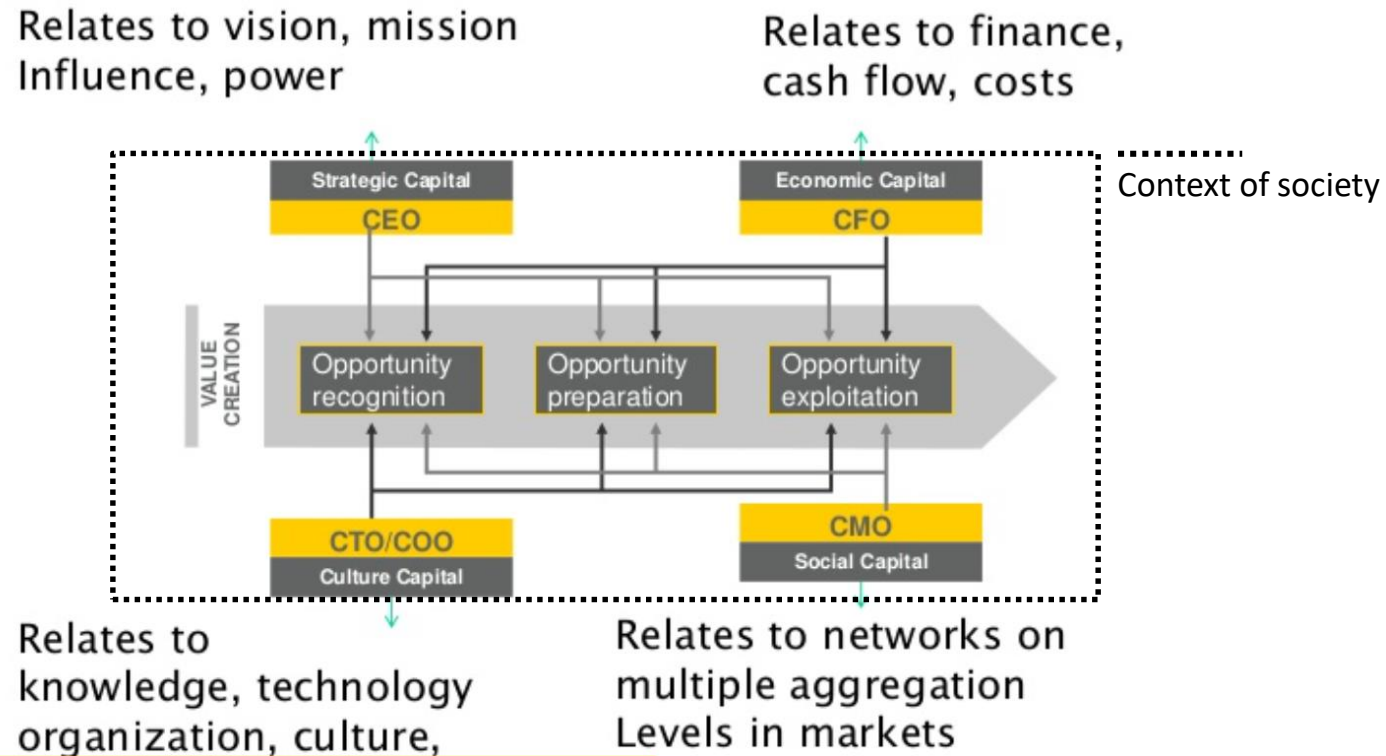 Relates to vision, mission
Influence, power
Relates to finance,
cash flow, costs
Strategic Capital
CEO
Economic Capital
CFO
Context of society
VALUE
CREATION
Opportunity
recognition
Opportunity
preparation
Opportunity
exploitation
CTO/COO
Culture Capital
CMO
Social Capital
Relates to
knowledge, technology
organization, culture,
Relates to networks on
multiple aggregation
Levels in markets